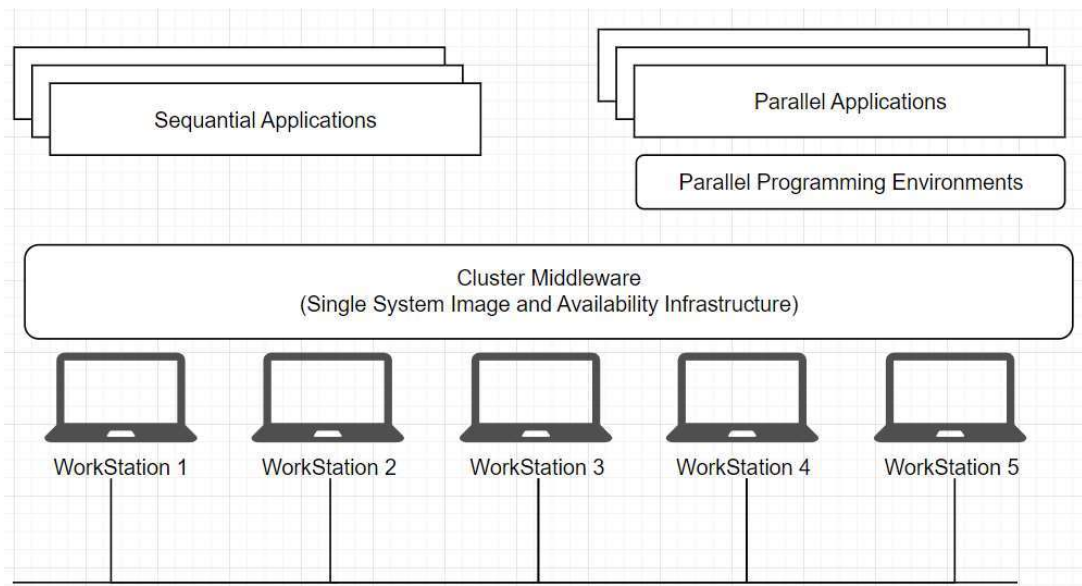 Sequantial Applications
Parallel Applications
Parallel Programming Environments
Cluster Middleware
(Single System Image and Availability Infrastructure)
WorkStation 1
WorkStation 2
WorkStation 3
WorkStation 4
WorkStation 5